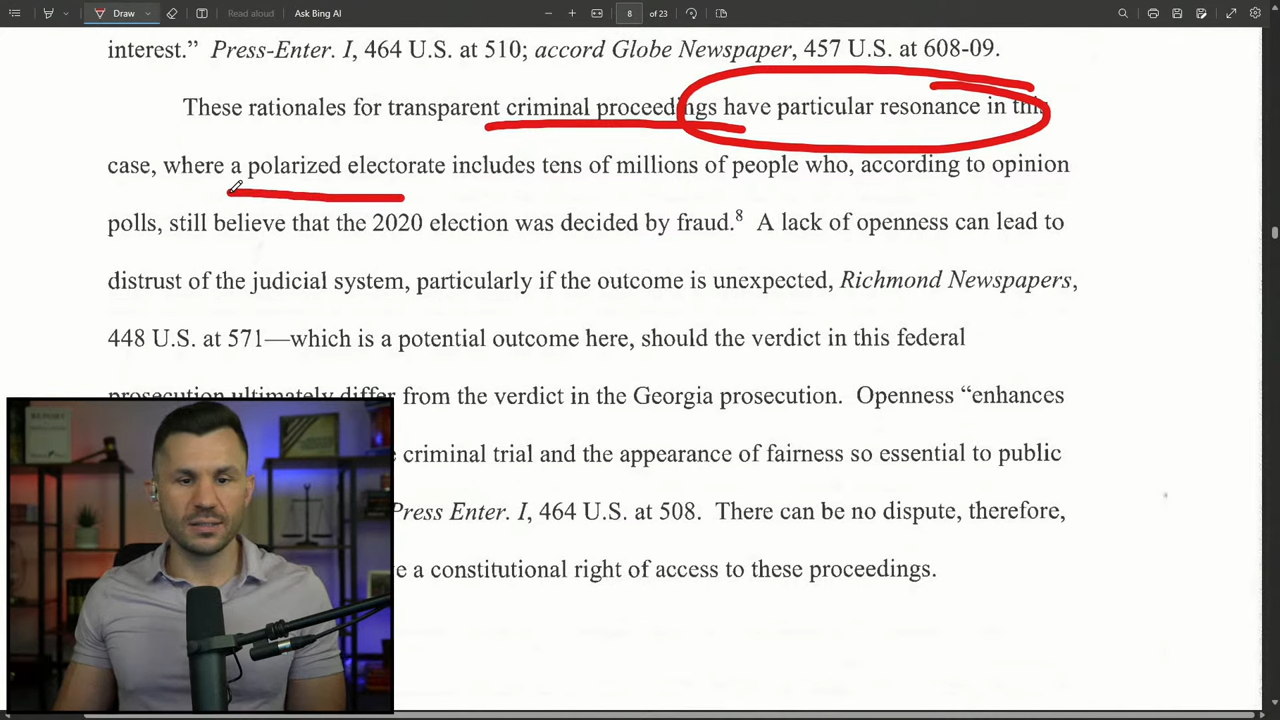 Draw
Read aloud
Ask Bing AI
8 of 23
interest.” Press-Enter. I, 464 U.S. at 510; accord Globe Newspaper, 457 U.S. at 608-09.
These rationales for transparent criminal proceedings have particular resonance in this
case, where a polarized electorate includes tens of millions of people who, according to opinion
polls, still believe that the 2020 election was decided by fraud.8 A lack of openness can lead to
distrust of the judicial system, particularly if the outcome is unexpected, Richmond Newspapers,
448 U.S. at 571—which is a potential outcome here, should the verdict in this federal
prosecution ultimately differ from the verdict in the Georgia prosecution. Openness “enhances
criminal trial and the appearance of fairness so essential to public
Press Enter. I, 464 U.S. at 508. There can be no dispute, therefore,
a constitutional right of access to these proceedings.